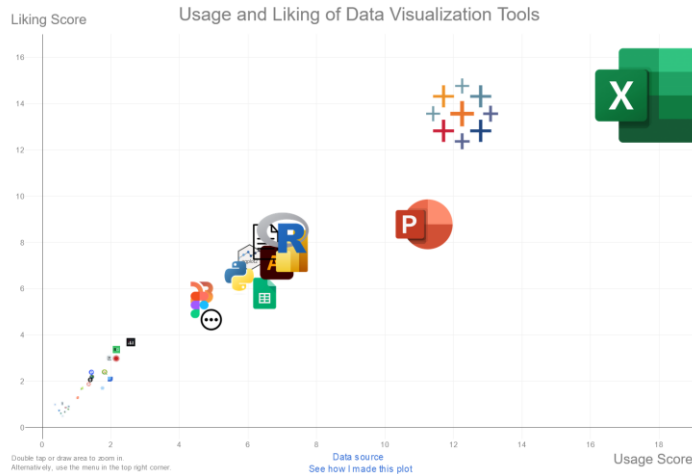 Usage and Liking of Data Visualization Tools
Liking Score
16
14
12
10
8
6
4
2
0
0
2
4
6
8
10
12
14
16
18
X
P
R
Usage Score
Double tap or draw area to zoom in.
Alternatively, use the menu in the top right corner.
Data source
See how I made this plot